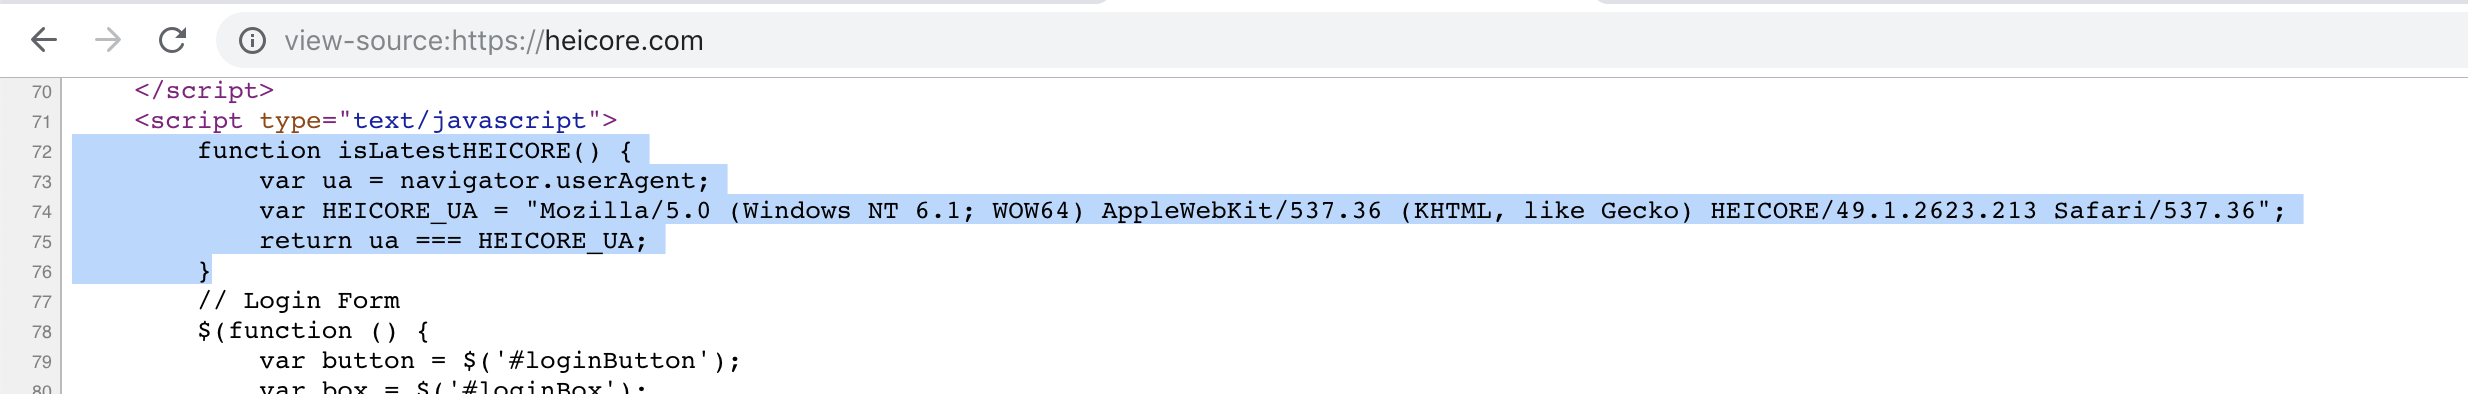 view-source:https://heicore.com
70 </script>
71 <script type="text/javascript">
72 function isLatestHEICORE() {
73 var ua = navigator.userAgent;
74 var HEICORE_UA = "Mozilla/5.0 (Windows NT 6.1; WOW64) AppleWebKit/537.36 (KHTML, like Gecko) HEICORE/49.1.2623.213 Safari/537.36";
75 return ua === HEICORE_UA;
76 }
77 // Login Form
78 $(function () {
79 var button = $('#loginButton');
80 var box = $('#loginBox');